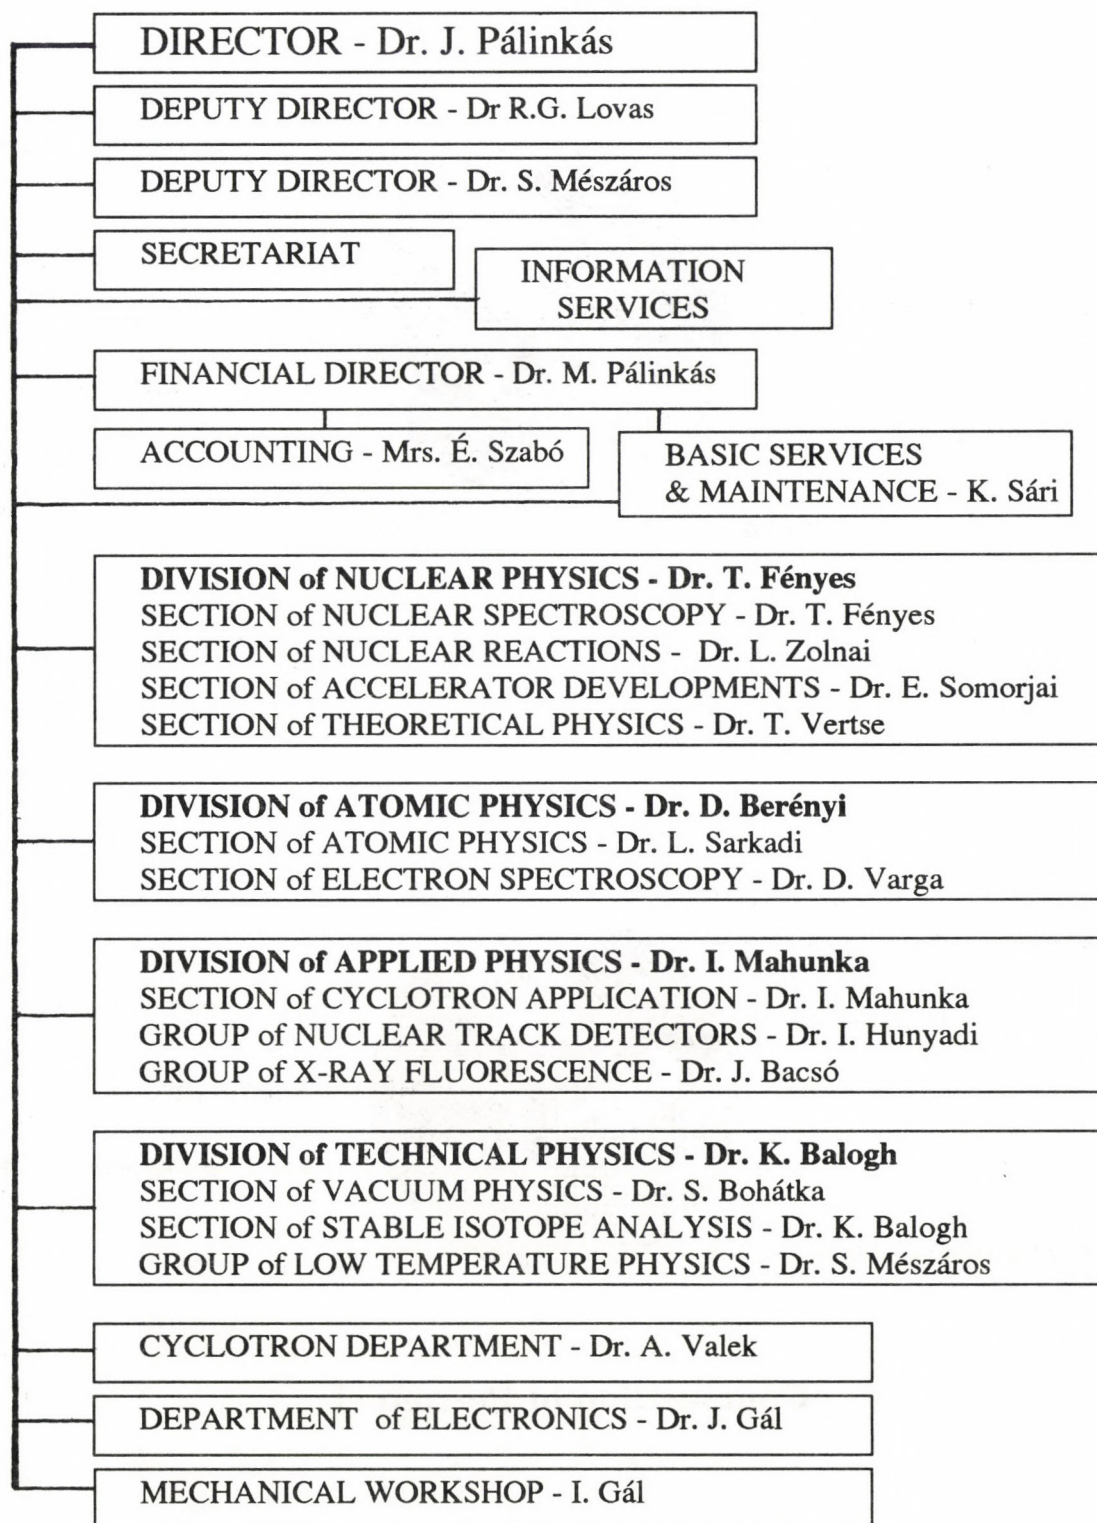 DIRECTOR - Dr. J. Pálinkás
DEPUTY DIRECTOR - Dr R.G. Lovas
DEPUTY DIRECTOR - Dr. S. Mészáros
SECRETARIAT
INFORMATION
SERVICES
FINANCIAL DIRECTOR - Dr. M. Pálinkás
ACCOUNTING - Mrs. É. Szabó
BASIC SERVICES
& MAINTENANCE - K. Sári
DIVISION of NUCLEAR PHYSICS - Dr. T. Fényes
SECTION of NUCLEAR SPECTROSCOPY - Dr. T. Fényes
SECTION of NUCLEAR REACTIONS - Dr. L. Zolnai
SECTION of ACCELERATOR DEVELOPMENTS - Dr. E. Somorjai
SECTION of THEORETICAL PHYSICS - Dr. T. Vertse
DIVISION of ATOMIC PHYSICS - Dr. D. Berényi
SECTION of ATOMIC PHYSICS - Dr. L. Sarkadi
SECTION of ELECTRON SPECTROSCOPY - Dr. D. Varga
DIVISION of APPLIED PHYSICS - Dr. I. Mahunka
SECTION of CYCLOTRON APPLICATION - Dr. I. Mahunka
GROUP of NUCLEAR TRACK DETECTORS - Dr. I. Hunyadi
GROUP of X-RAY FLUORESCENCE - Dr. J. Bacsó
DIVISION of TECHNICAL PHYSICS - Dr. K. Balogh
SECTION of VACUUM PHYSICS - Dr. S. Bohátka
SECTION of STABLE ISOTOPE ANALYSIS - Dr. K. Balogh
GROUP of LOW TEMPERATURE PHYSICS - Dr. S. Mészáros
CYCLOTRON DEPARTMENT - Dr. A. Valek
DEPARTMENT of ELECTRONICS - Dr. J. Gál
MECHANICAL WORKSHOP - I. Gál